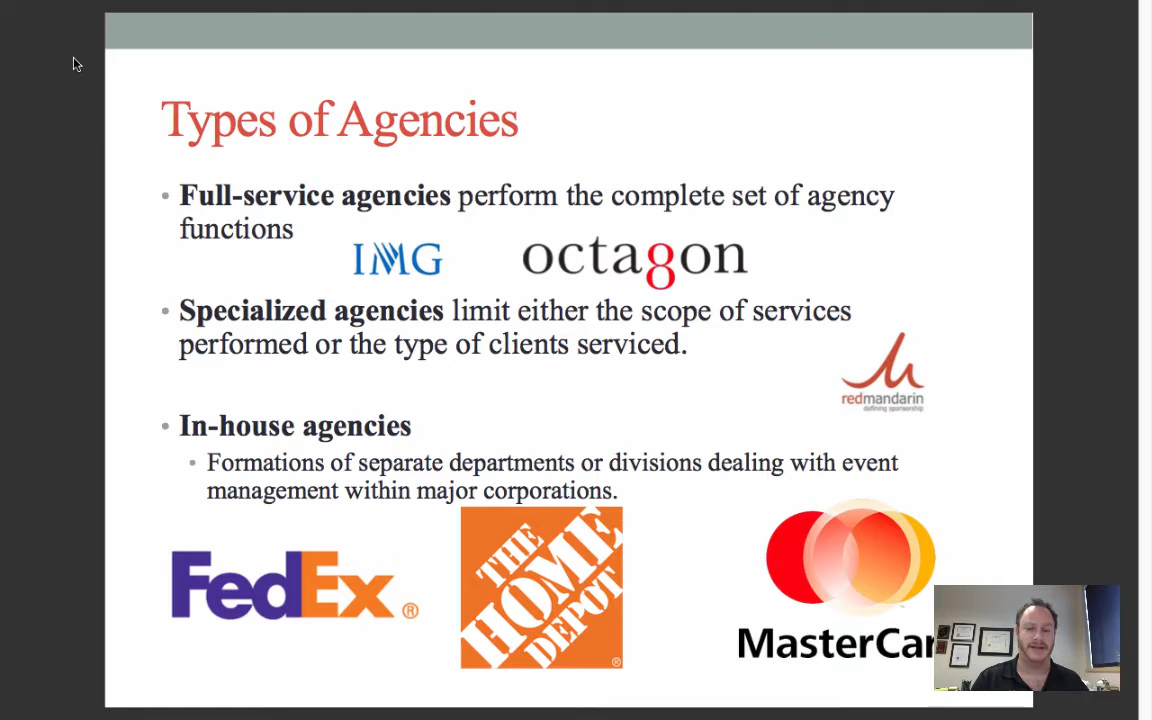 Types of Agencies
• Full-service agencies perform the complete set of agency
functions
IMG octagon
• Specialized agencies limit either the scope of services
performed or the type of clients serviced.
redmandarin
defining sponsorship
• In-house agencies
• Formations of separate departments or divisions dealing with event
management within major corporations.
FedEx®
THE
HOME
DEPOT
®
MasterCar